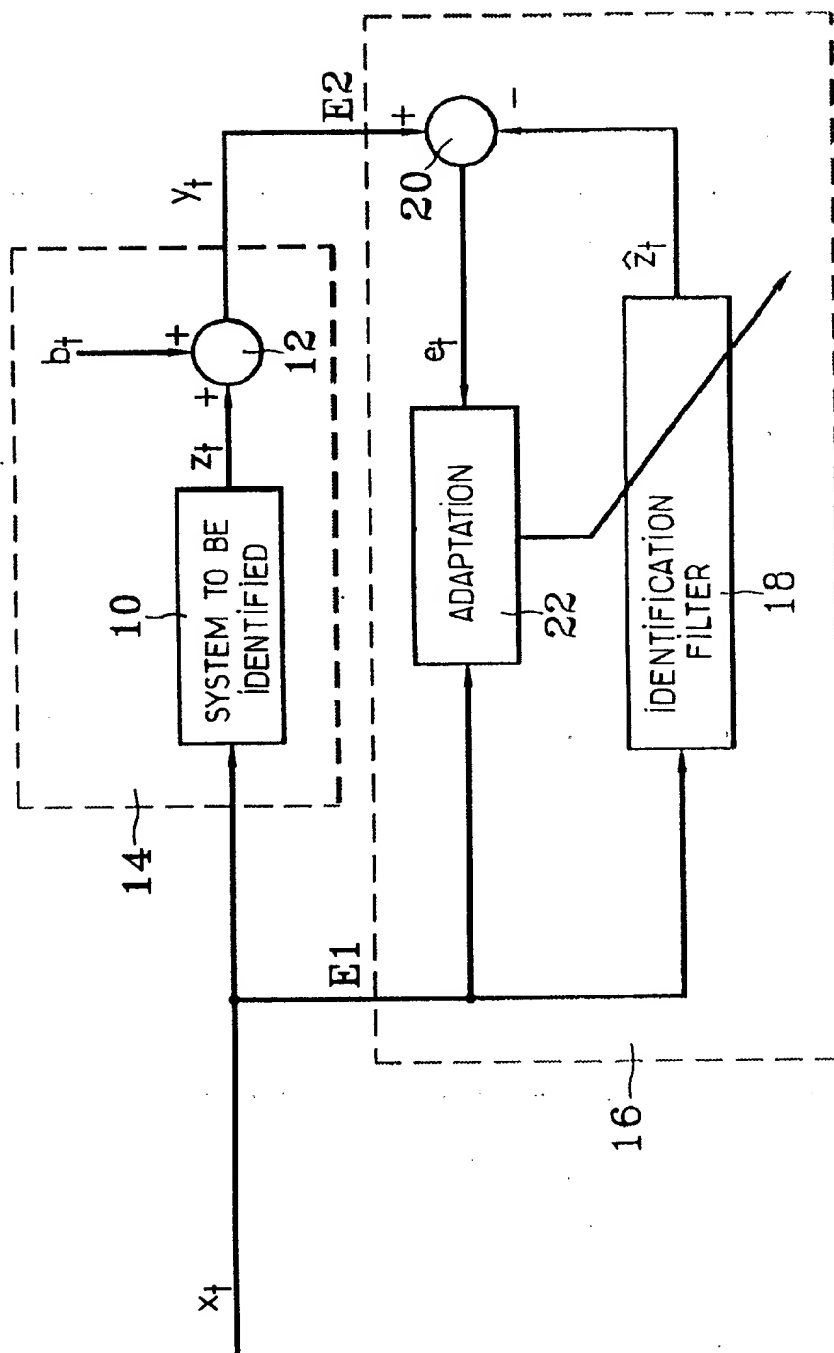 14
10
SYSTEM TO BE
IDENTIFIED
z_t
b_t
+
+
12
y_t
x_t
E1
E2
+
-
20
e_t
ADAPTATION
22
ẑ_t
IDENTIFICATION
FILTER
18
16